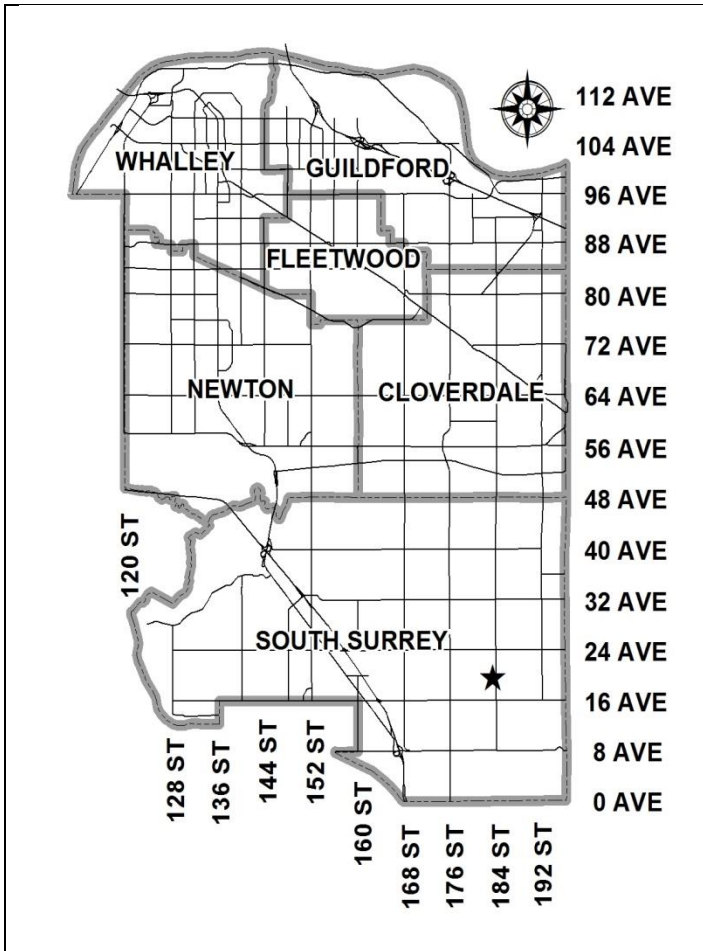 112 AVE
104 AVE
WHALLEY
GUILDFORD
96 AVE
88 AVE
FLEETWOOD
80 AVE
72 AVE
NEWTON
CLOVERDALE
64 AVE
56 AVE
48 AVE
120 ST
40 AVE
32 AVE
SOUTH SURREY
24 AVE
16 AVE
8 AVE
0 AVE
128 ST
136 ST
144 ST
152 ST
160 ST
168 ST
176 ST
184 ST
192 ST